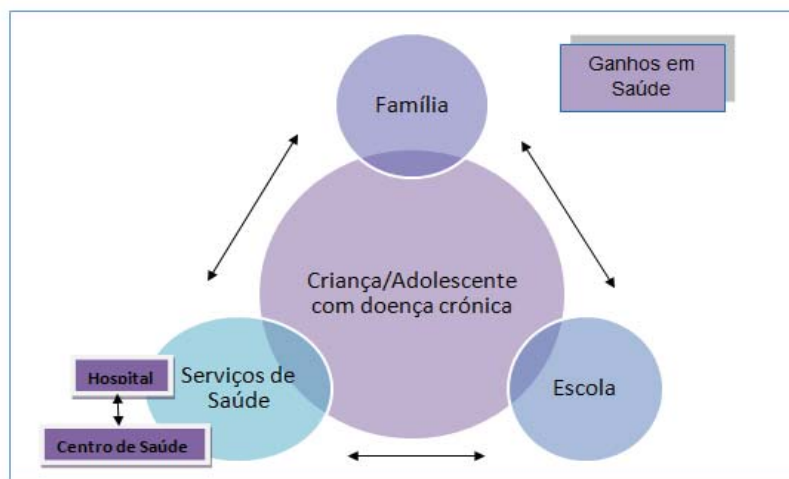 Ganhos em
Saúde
Família
Criança/Adolescente
com doença crónica
Hospital
Serviços de
Saúde
Centro de Saúde
Escola